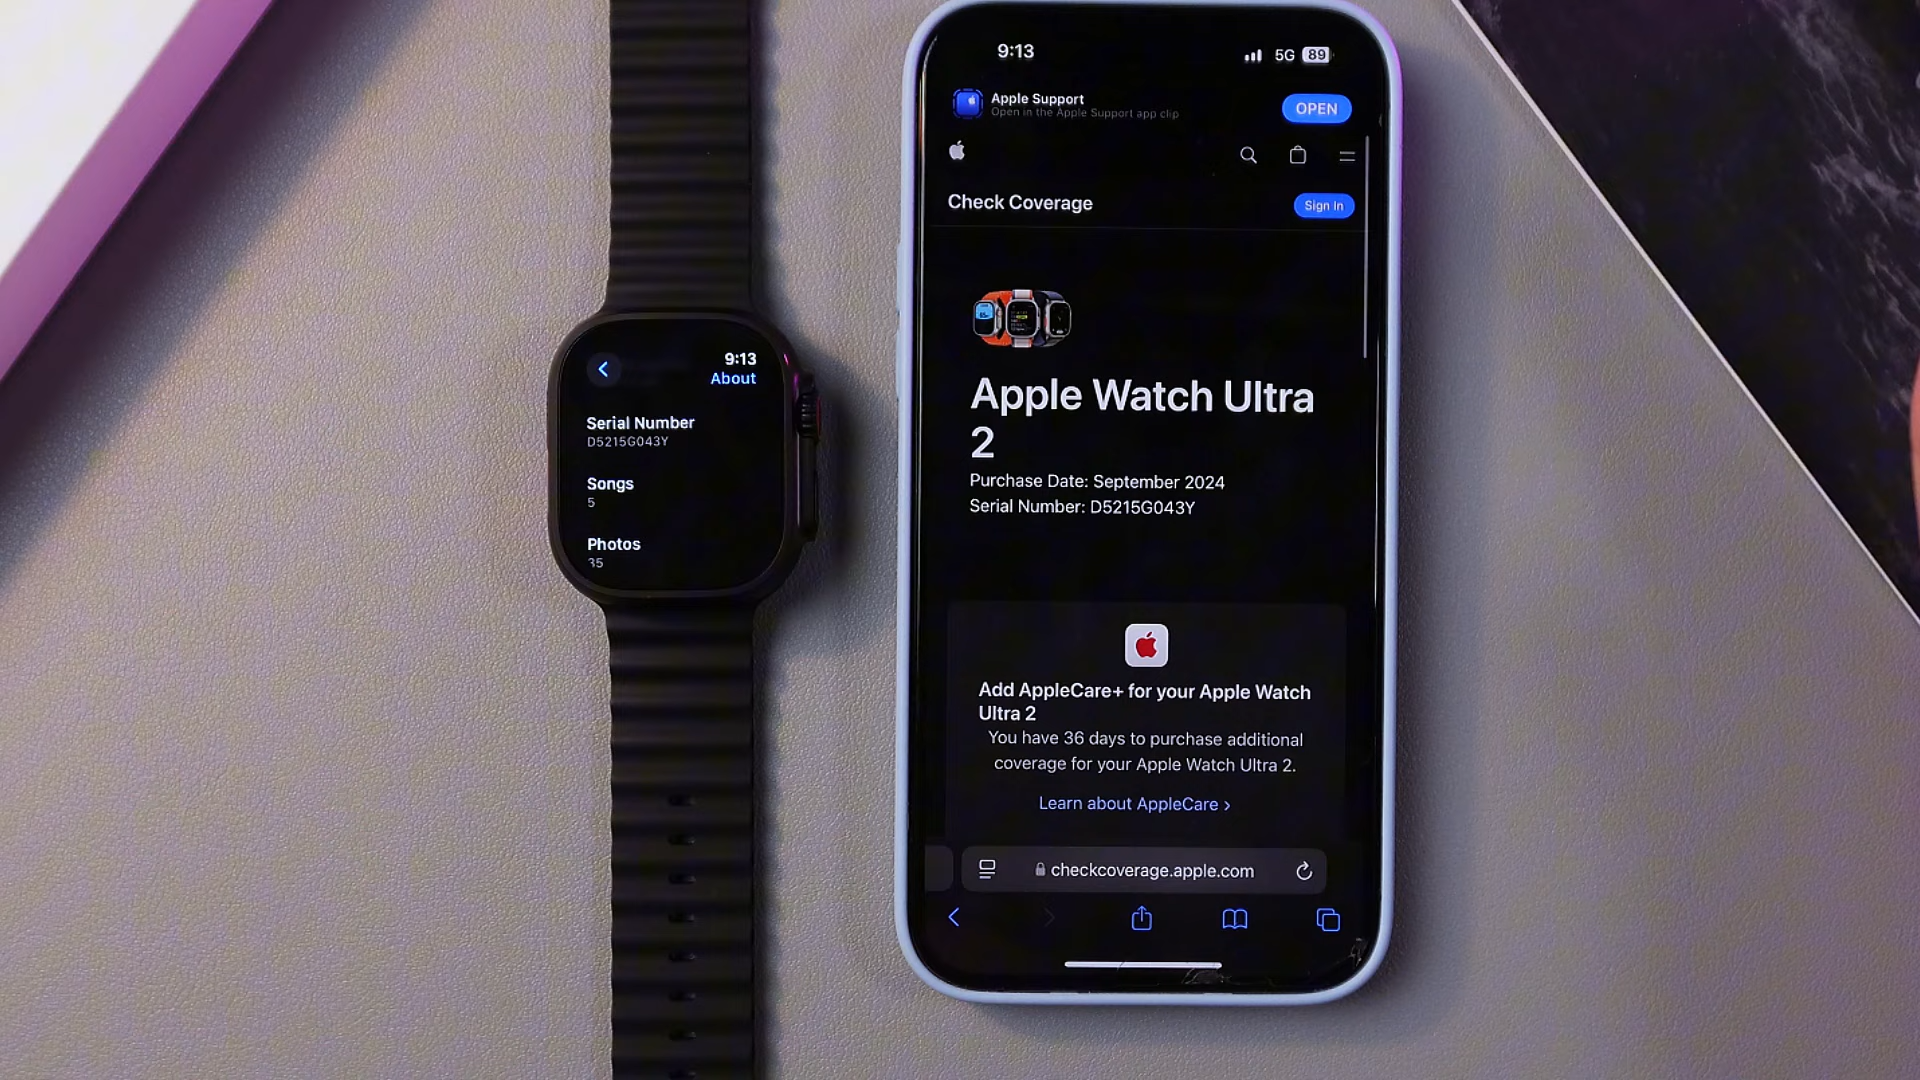 9:13
About
Serial Number
D5215G043Y
Songs
5
Photos
35
9:13
5G 89
Apple Support
Open in the Apple Support app clip
OPEN
Check Coverage
Sign In
Apple Watch Ultra
2
Purchase Date: September 2024
Serial Number: D5215G043Y
Add AppleCare+ for your Apple Watch
Ultra 2
You have 36 days to purchase additional
coverage for your Apple Watch Ultra 2.
Learn about AppleCare >
checkcoverage.apple.com